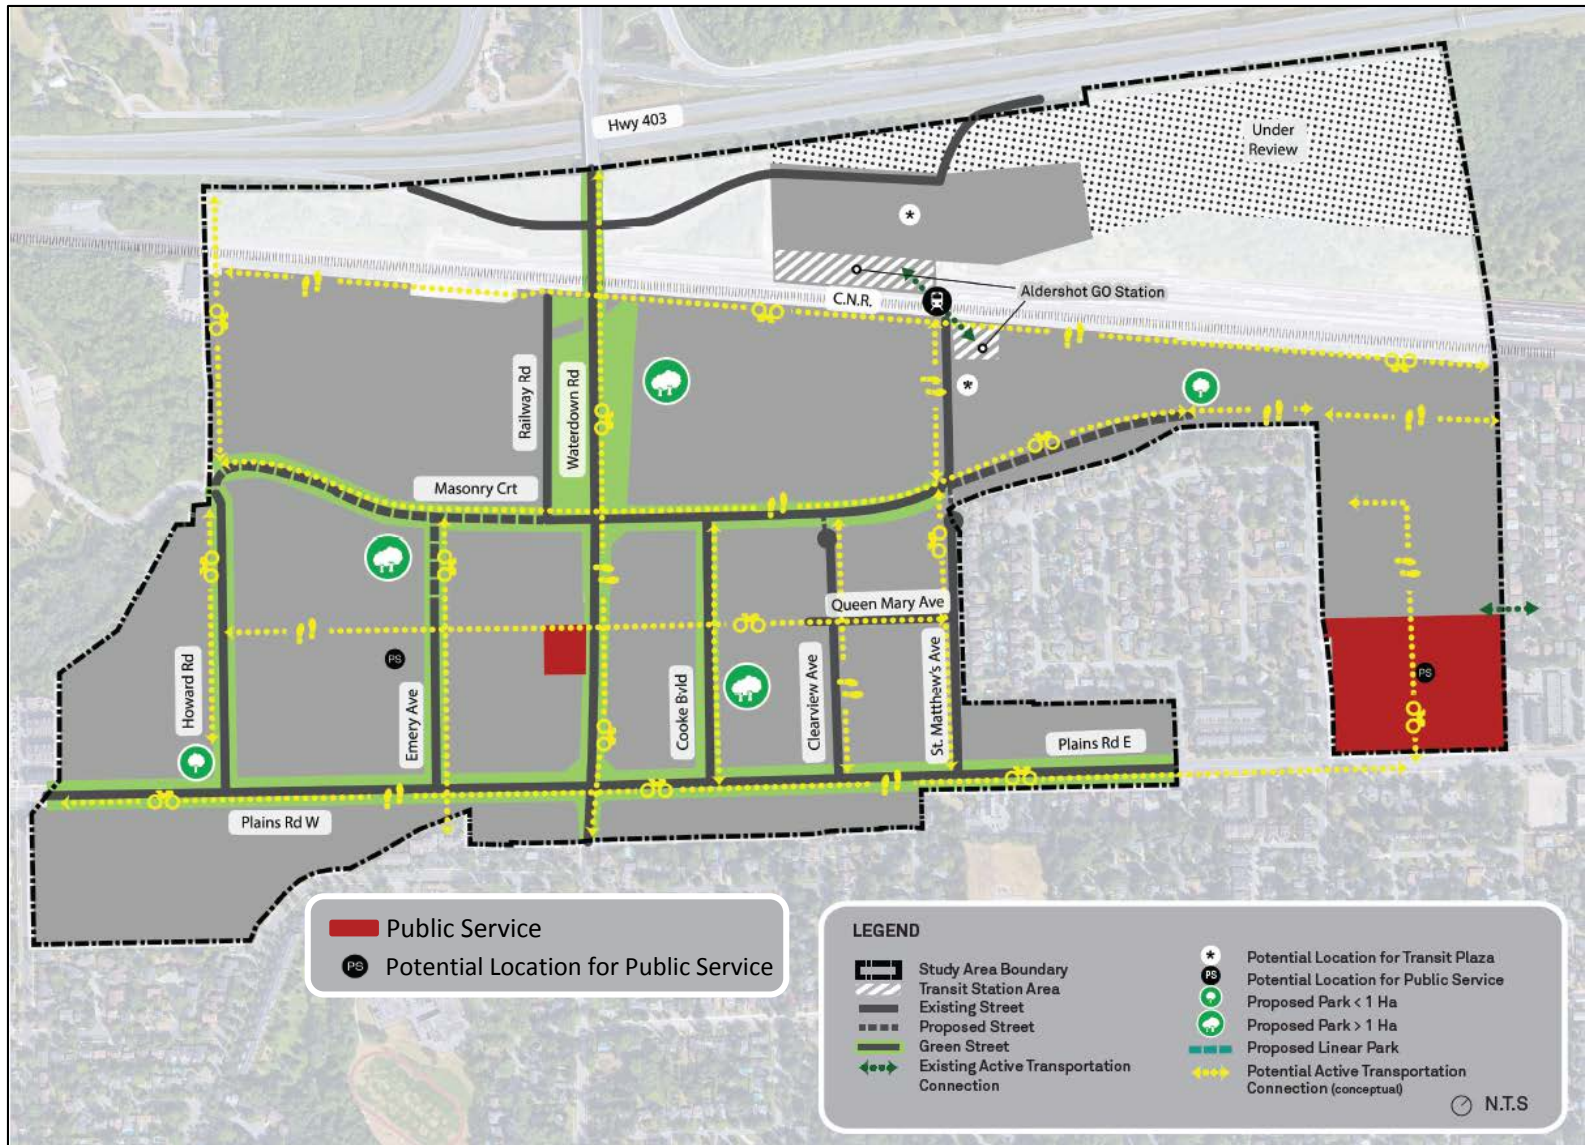 Hwy 403
Under
Review
*
Aldershot GO Station
C.N.R.
*
Railway Rd
Waterdown Rd
Masonry Crt
Queen Mary Ave
Howard Rd
PS
Emery Ave
Cooke Bvld
Clearview Ave
St. Matthew's Ave
PS
Plains Rd E
Plains Rd W
Public Service
PS Potential Location for Public Service
LEGEND
Study Area Boundary
Transit Station Area
Existing Street
Proposed Street
Green Street
Existing Active Transportation
Connection
* Potential Location for Transit Plaza
PS Potential Location for Public Service
Proposed Park < 1 Ha
Proposed Park > 1 Ha
Proposed Linear Park
Potential Active Transportation
Connection (conceptual)
N.T.S